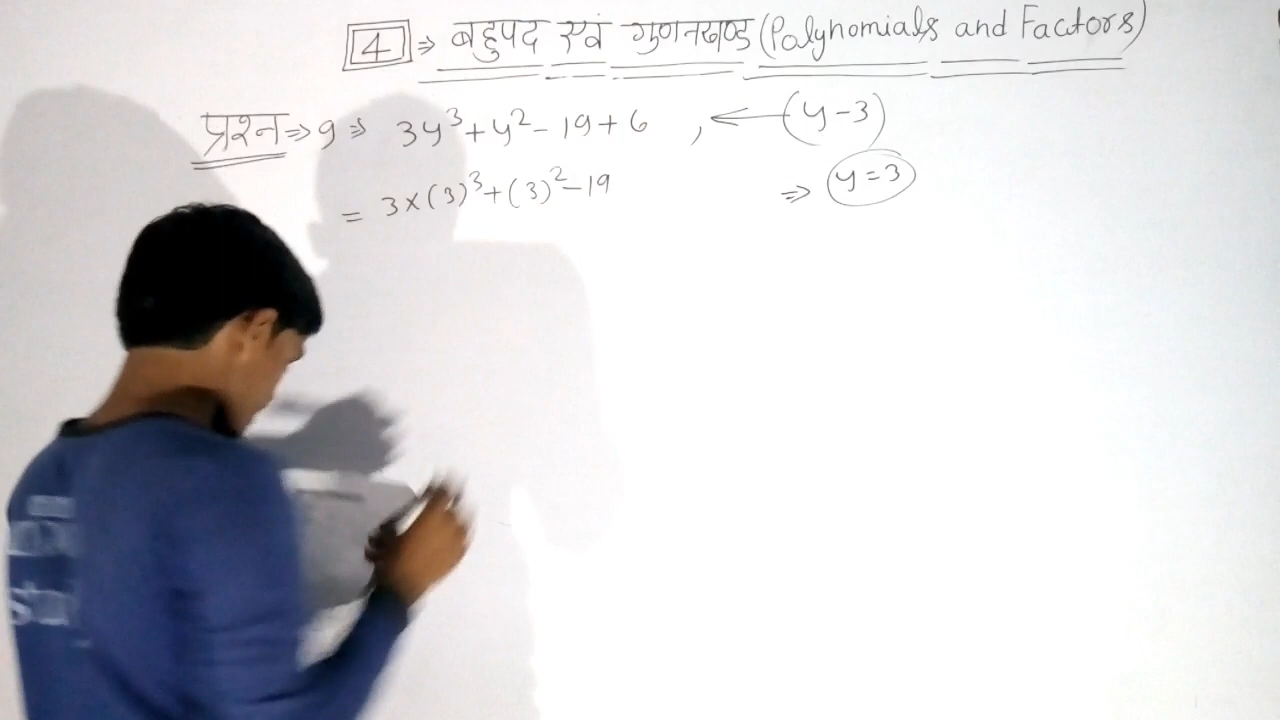 4 ⇒ बहुपद एवं गुणनखण्ड (Polynomials and Factors)
प्रश्न ⇒ 9 ⇒ 3y³ + y² - 19 + 6 , ← (y - 3)
= 3 × (3)³ + (3)² - 19 ⇒ y = 3